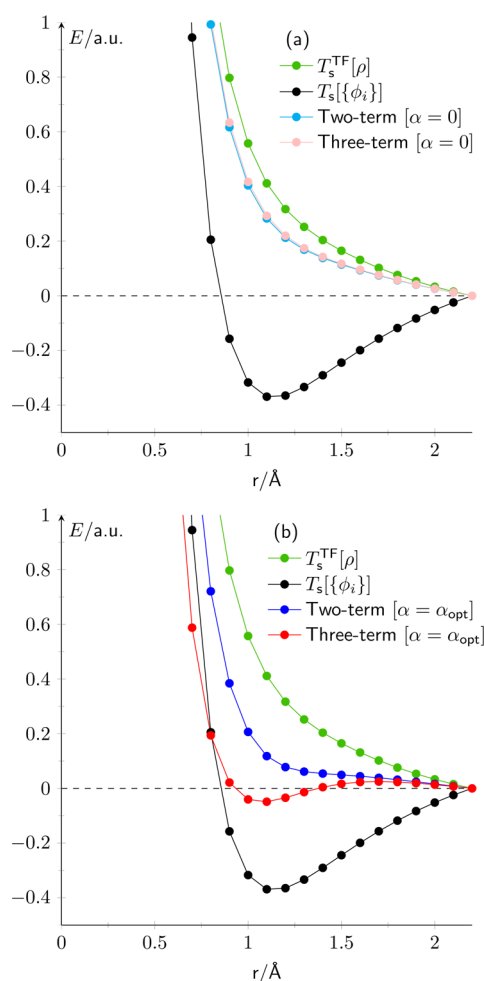 1
E/a.u.
(a)
T_s^TF[ρ]
0.8
T_s[{ϕ_i}]
Two-term [α = 0]
0.6
Three-term [α = 0]
0.4
0.2
0
−0.2
−0.4
0 0.5 1 1.5 2
r/Å
1
E/a.u.
(b)
T_s^TF[ρ]
0.8
T_s[{ϕ_i}]
Two-term [α = α_opt]
0.6
Three-term [α = α_opt]
0.4
0.2
0
−0.2
−0.4
0 0.5 1 1.5 2
r/Å